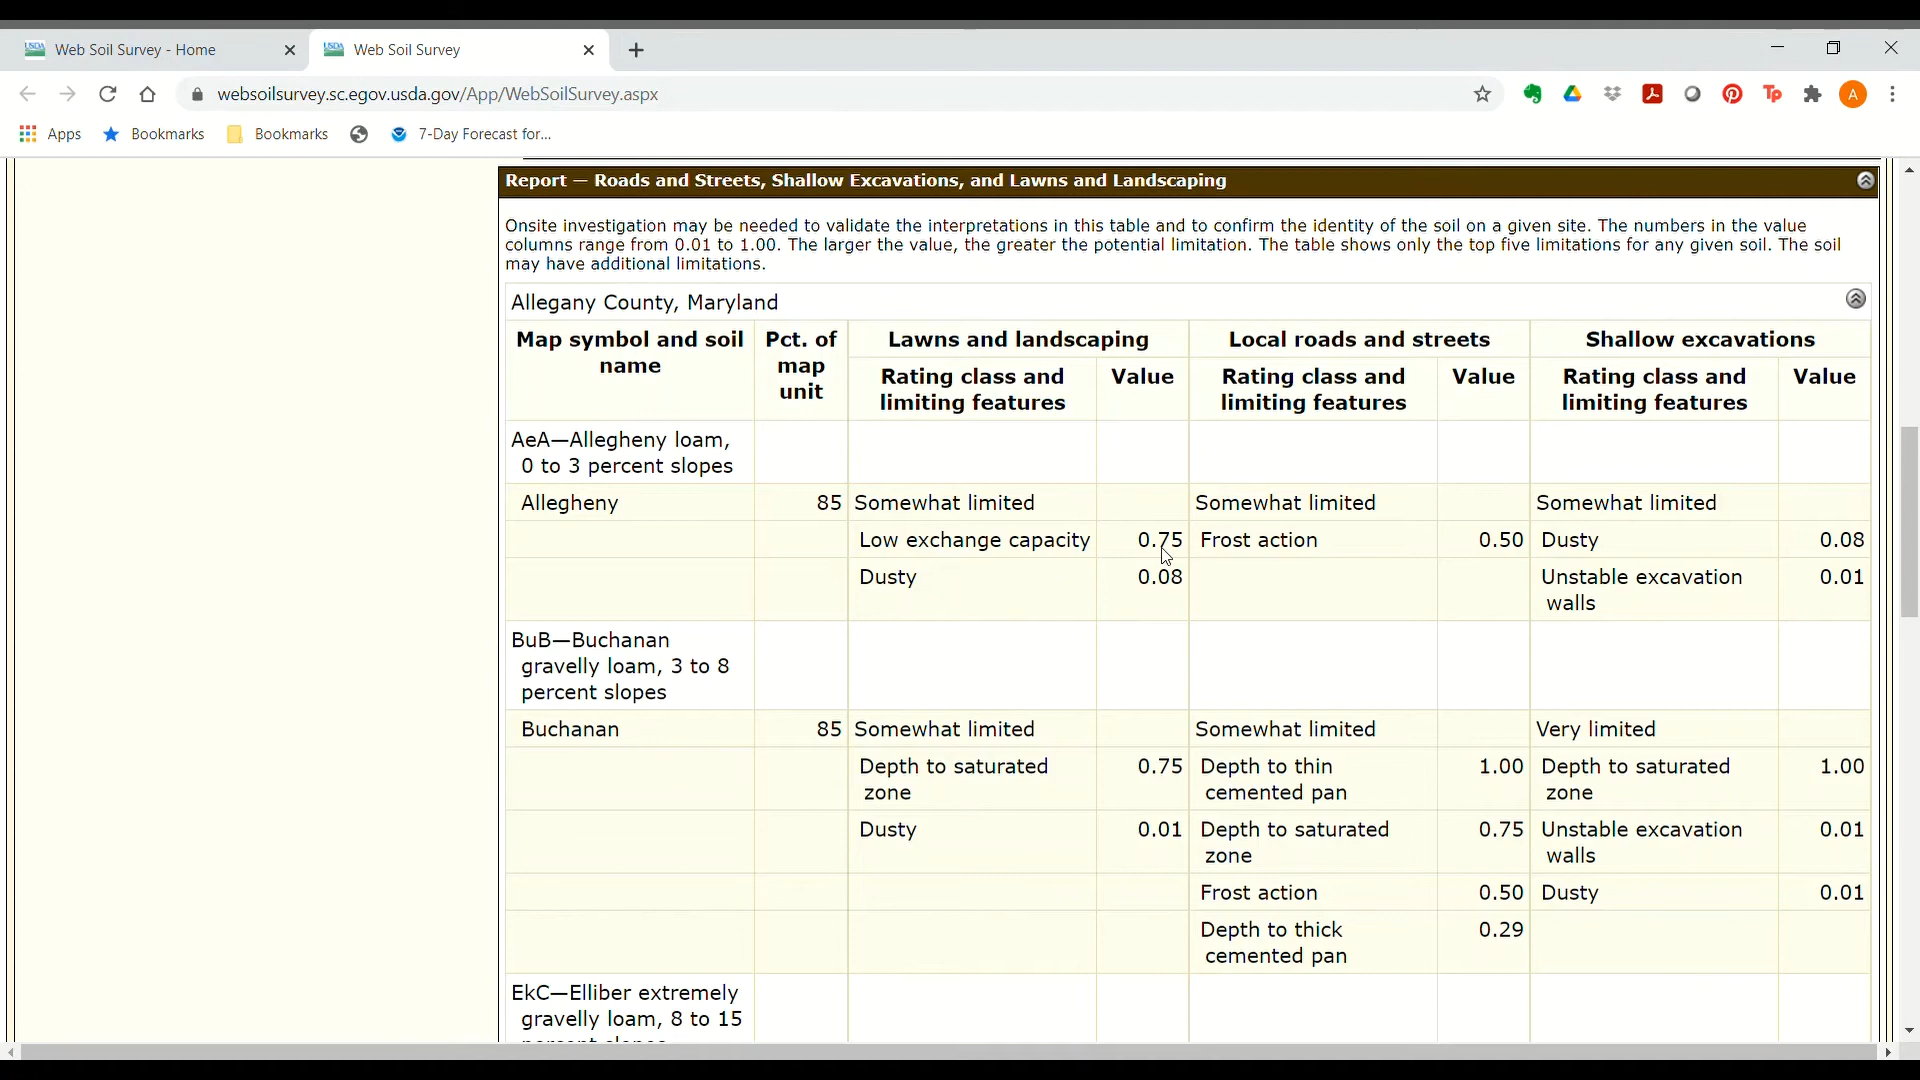 Web Soil Survey - Home
Web Soil Survey
websoilsurvey.sc.egov.usda.gov/App/WebSoilSurvey.aspx
A
Apps
Bookmarks
Bookmarks
7-Day Forecast for...
Report — Roads and Streets, Shallow Excavations, and Lawns and Landscaping
Onsite investigation may be needed to validate the interpretations in this table and to confirm the identity of the soil on a given site. The numbers in the value
columns range from 0.01 to 1.00. The larger the value, the greater the potential limitation. The table shows only the top five limitations for any given soil. The soil
may have additional limitations.
Allegany County, Maryland
Map symbol and soil name Pct. of map unit Lawns and landscaping Local roads and streets Shallow excavations
Rating class and limiting features Value Rating class and limiting features Value Rating class and limiting features Value
AeA—Allegheny loam,
0 to 3 percent slopes
Allegheny 85 Somewhat limited Somewhat limited Somewhat limited
Low exchange capacity 0.75 Frost action 0.50 Dusty 0.08
Dusty 0.08 Unstable excavation walls 0.01
BuB—Buchanan
gravelly loam, 3 to 8
percent slopes
Buchanan 85 Somewhat limited Somewhat limited Very limited
Depth to saturated zone 0.75 Depth to thin cemented pan 1.00 Depth to saturated zone 1.00
Dusty 0.01 Depth to saturated zone 0.75 Unstable excavation walls 0.01
Frost action 0.50 Dusty 0.01
Depth to thick cemented pan 0.29
EkC—Elliber extremely
gravelly loam, 8 to 15